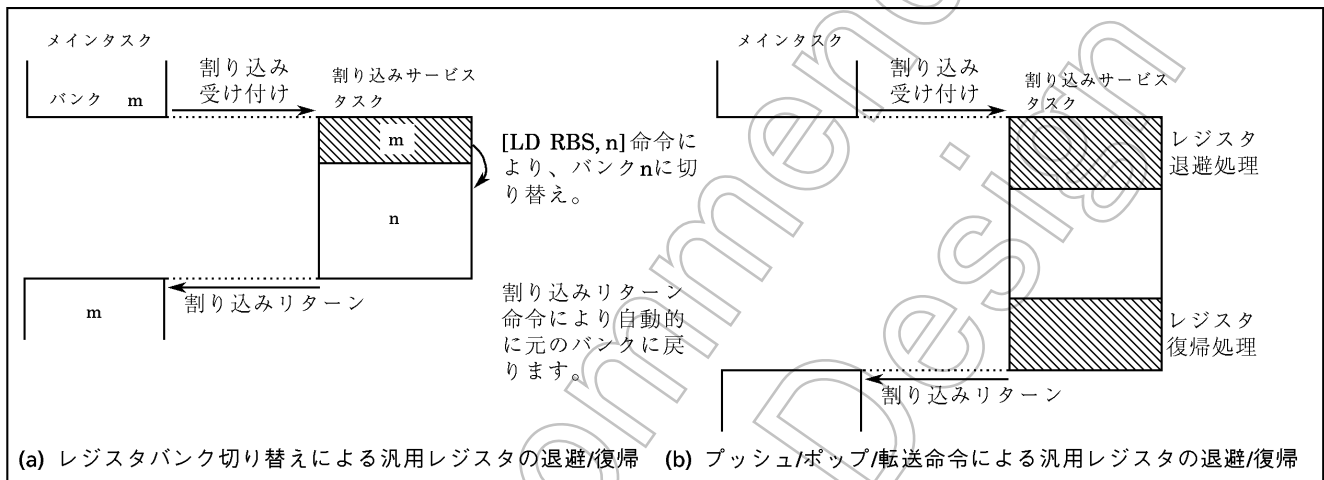 メインタスク
バンク m
割り込み
受け付け
割り込みサービス
タスク
m
[LD RBS, n]命令に
より、バンクnに切
り替え。
n
割り込みリターン
m
割り込みリターン
命令により自動的
に元のバンクに戻
ります。
(a) レジスタバンク切り替えによる汎用レジスタの退避/復帰
メインタスク
割り込み
受け付け
割り込みサービス
タスク
レジスタ
退避処理
レジスタ
復帰処理
割り込みリターン
(b) プッシュ/ポップ/転送命令による汎用レジスタの退避/復帰
ommen
Design